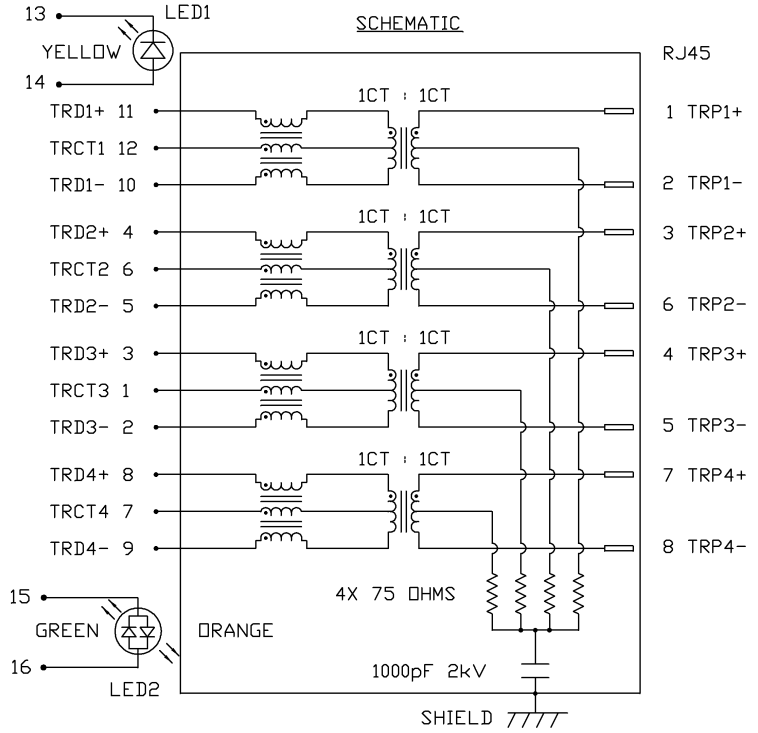 13
LED1
SCHEMATIC
YELLOW
RJ45
14
1CT : 1CT
TRD1+ 11
1 TRP1+
TRCT1 12
TRD1- 10
2 TRP1-
1CT : 1CT
TRD2+ 4
3 TRP2+
TRCT2 6
TRD2- 5
6 TRP2-
1CT : 1CT
TRD3+ 3
4 TRP3+
TRCT3 1
TRD3- 2
5 TRP3-
1CT : 1CT
TRD4+ 8
7 TRP4+
TRCT4 7
TRD4- 9
8 TRP4-
15
4X 75 OHMS
GREEN
ORANGE
16
1000pF 2kV
LED2
SHIELD